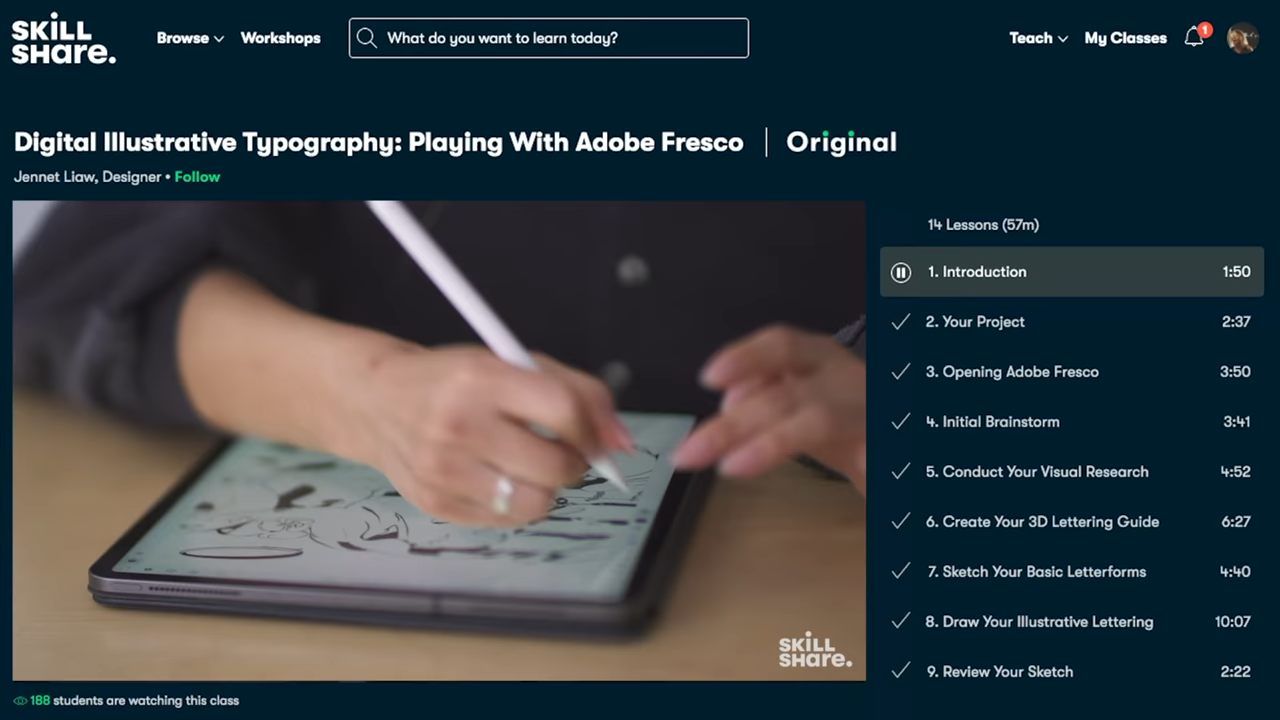 SKiLL
SHare.
Browse
Workshops
What do you want to learn today?
Teach
My Classes
1
Digital Illustrative Typography: Playing With Adobe Fresco | Original
Jennet Liaw, Designer • Follow
14 Lessons (57m)
1. Introduction 1:50
2. Your Project 2:37
3. Opening Adobe Fresco 3:50
4. Initial Brainstorm 3:41
5. Conduct Your Visual Research 4:52
6. Create Your 3D Lettering Guide 6:27
7. Sketch Your Basic Letterforms 4:40
8. Draw Your Illustrative Lettering 10:07
9. Review Your Sketch 2:22
SKiLL
SHare.
188 students are watching this class